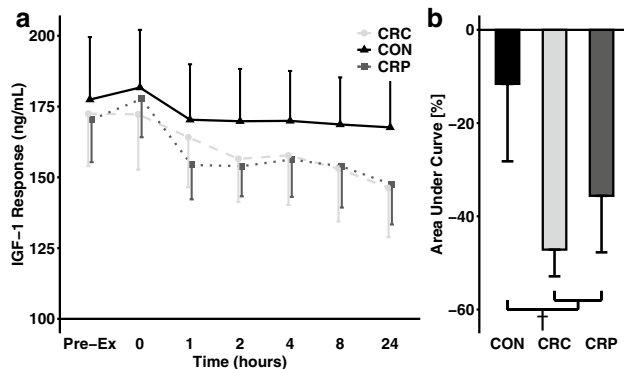 a
IGF-1 Response (ng/mL)
200
175
150
125
100
CRC
CON
CRP
Pre-Ex 0 1 2 4 8 24
Time (hours)
b
Area Under Curve [%]
0
−20
−40
−60
†
CON CRC CRP